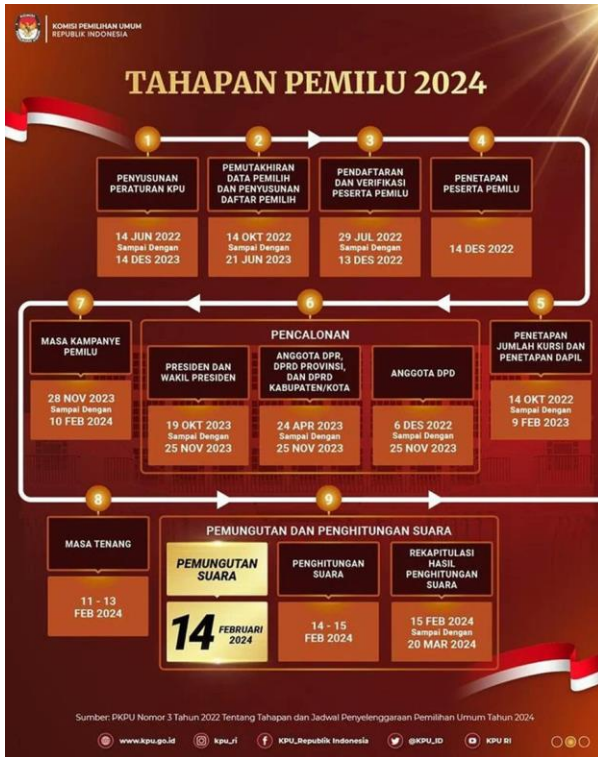 KOMISI PEMILIHAN UMUM
REPUBLIK INDONESIA
TAHAPAN PEMILU 2024
1
PENYUSUNAN
PERATURAN KPU
14 JUN 2022
Sampai Dengan
14 DES 2023
2
PEMUTAKHIRAN
DATA PEMILIH
DAN PENYUSUNAN
DAFTAR PEMILIH
14 OKT 2022
Sampai Dengan
21 JUN 2023
3
PENDAFTARAN
DAN VERIFIKASI
PESERTA PEMILU
29 JUL 2022
Sampai Dengan
13 DES 2022
4
PENETAPAN
PESERTA PEMILU
14 DES 2022
5
PENETAPAN
JUMLAH KURSI DAN
PENETAPAN DAPIL
14 OKT 2022
Sampai Dengan
9 FEB 2023
6
PENCALONAN
PRESIDEN DAN
WAKIL PRESIDEN
19 OKT 2023
Sampai Dengan
25 NOV 2023
ANGGOTA DPR,
DPRD PROVINSI,
DAN DPRD
KABUPATEN/KOTA
24 APR 2023
Sampai Dengan
25 NOV 2023
ANGGOTA DPD
6 DES 2022
Sampai Dengan
25 NOV 2023
7
MASA KAMPANYE
PEMILU
28 NOV 2023
Sampai Dengan
10 FEB 2024
8
MASA TENANG
11 - 13
FEB 2024
9
PEMUNGUTAN DAN PENGHITUNGAN SUARA
PEMUNGUTAN
SUARA
14 FEBRUARI
2024
PENGHITUNGAN
SUARA
14 - 15
FEB 2024
REKAPITULASI
HASIL
PENGHITUNGAN
SUARA
15 FEB 2024
Sampai Dengan
20 MAR 2024
Sumber: PKPU Nomor 3 Tahun 2022 Tentang Tahapan dan Jadwal Penyelenggaraan Pemilihan Umum Tahun 2024
www.kpu.go.id kpu_ri KPU_Republik Indonesia @KPU_ID KPU RI